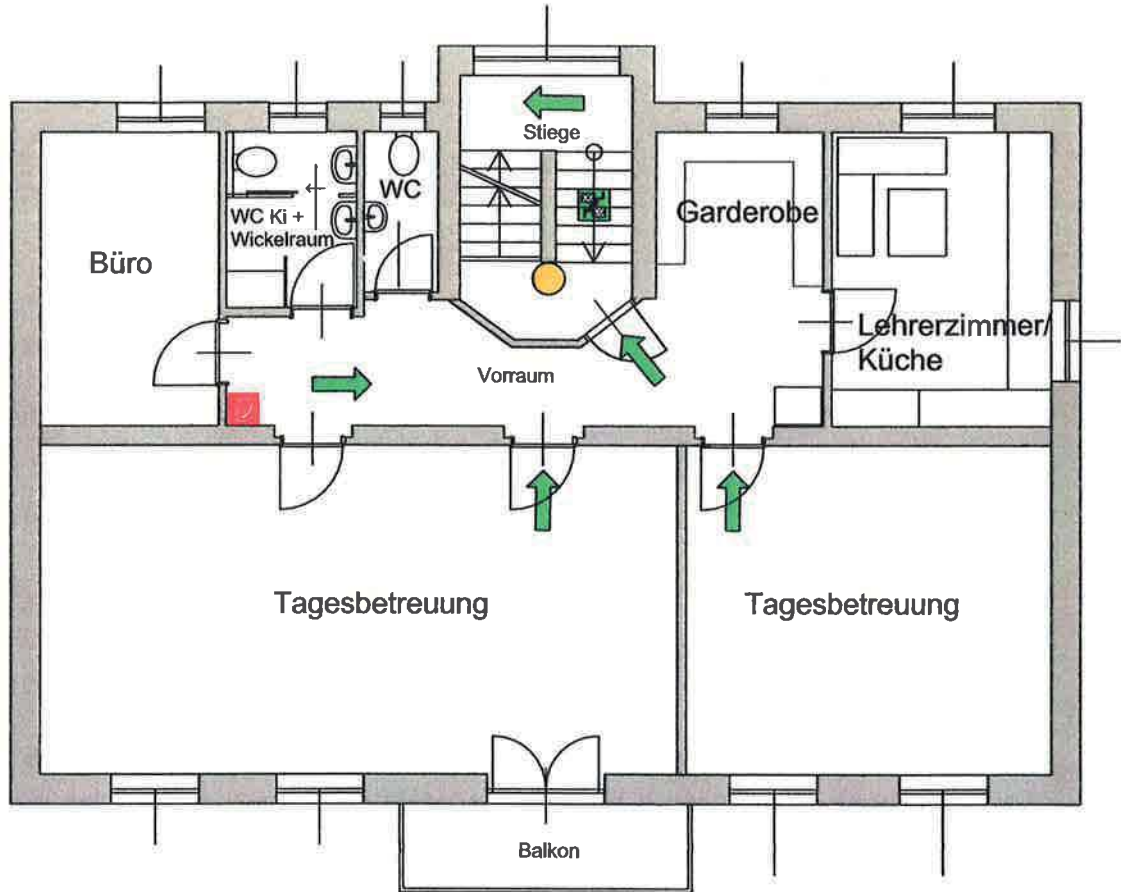 Stiege
WC
Garderobe
WC Ki +
Wickelraum
Büro
Lehrerzimmer/
Küche
Vorraum
Tagesbetreuung
Tagesbetreuung
Balkon